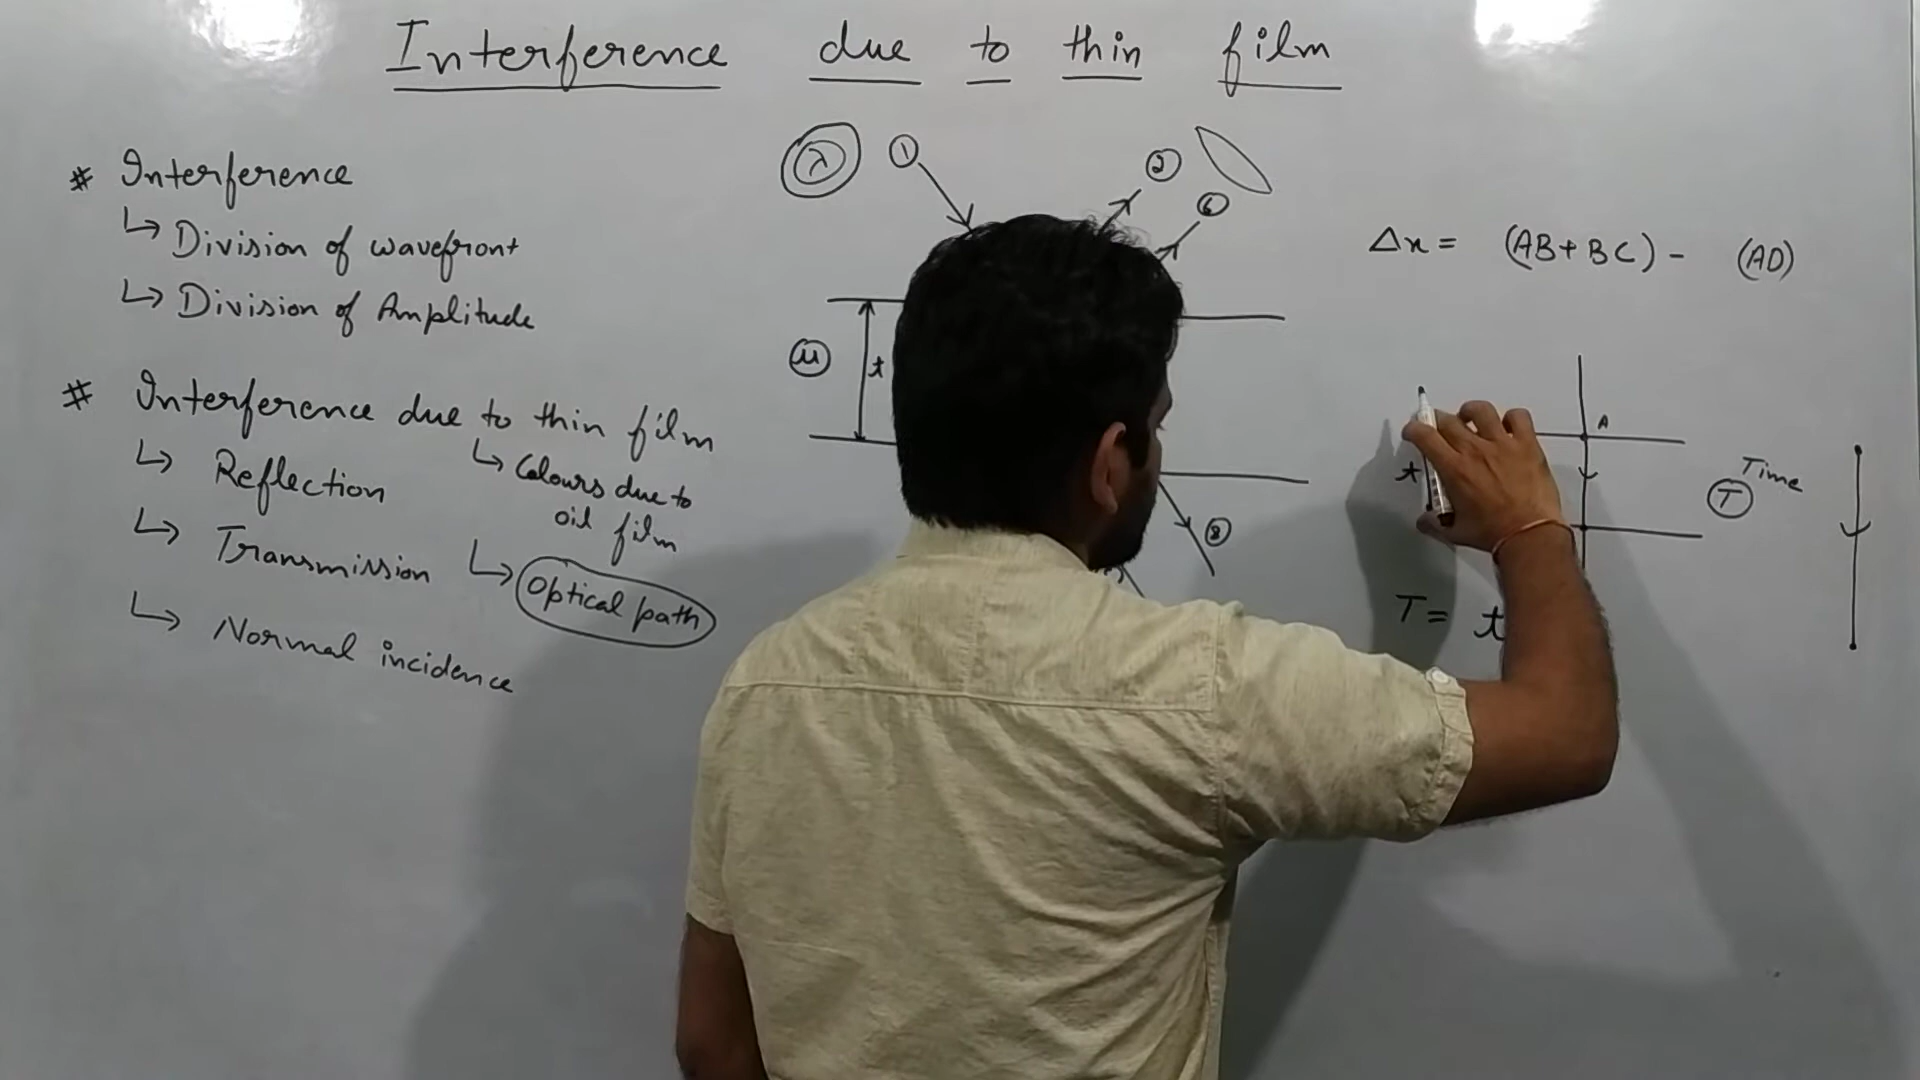 Interference due to thin film
# Interference
↳ Division of wavefront
↳ Division of Amplitude
# Interference due to thin film
↳ Reflection
↳ Transmission
↳ Normal incidence
↳ Colours due to
oil film
↳ Optical path
λ
1
2
6
μ
t
8
Δx = (AB+BC) - (AD)
A
t
T Time
T = t